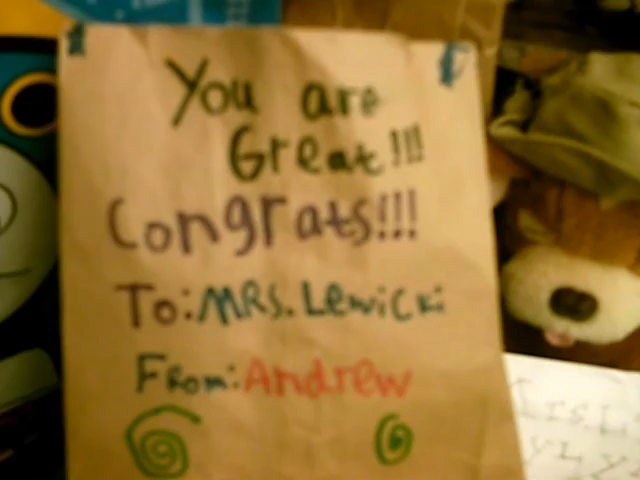 You are
Great!!!
Congrats!!!
To: MRS. Lewicki
From: Andrew